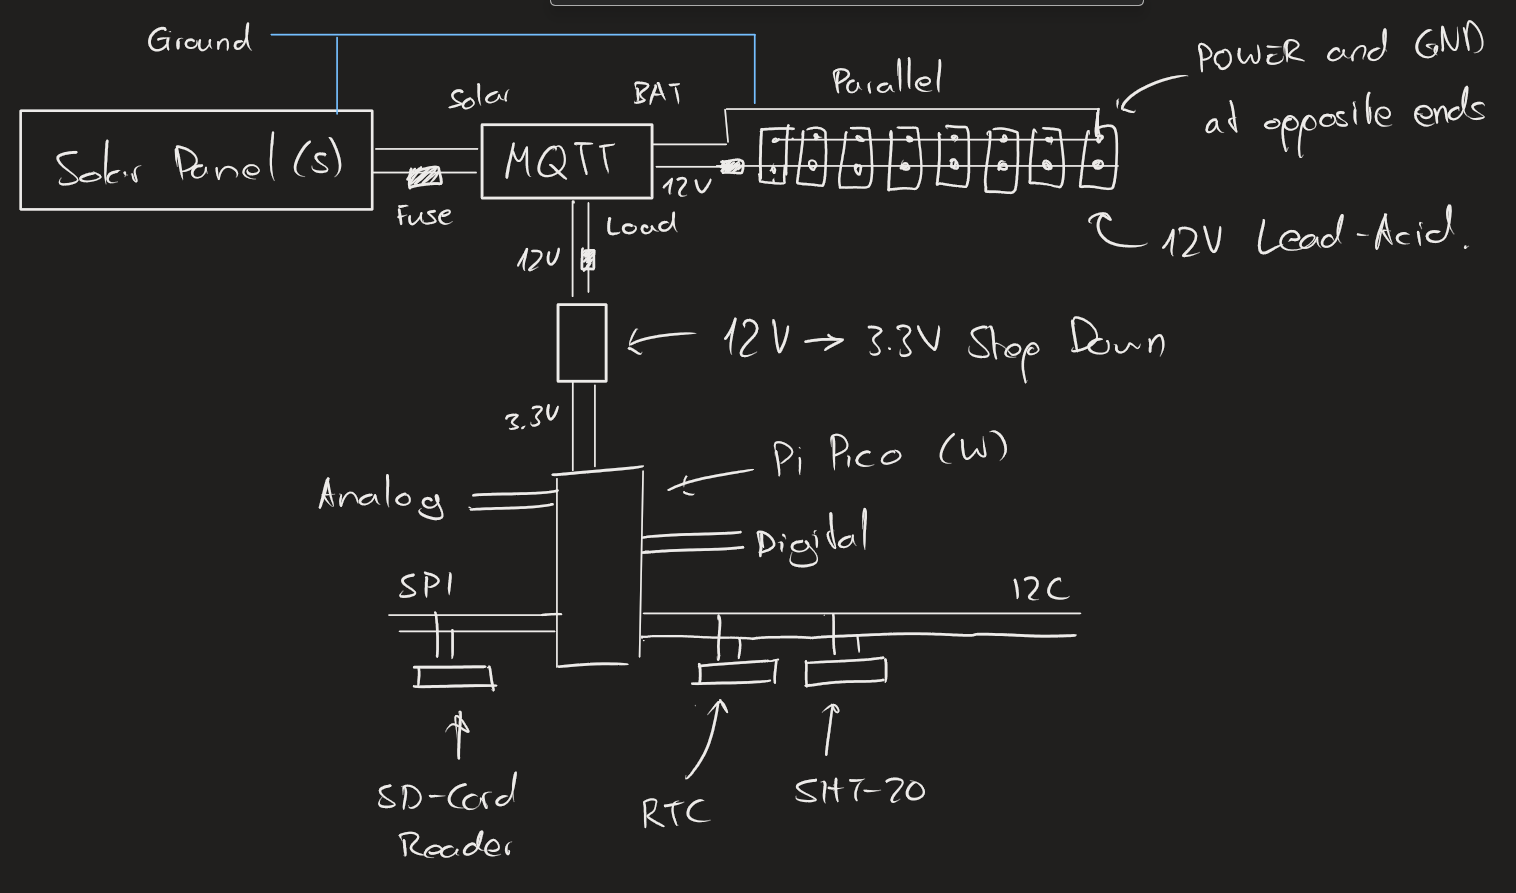 Ground
POWER and GND
at opposite ends
Solar
BAT
Parallel
Solar Panel(s)
MQTT
12V
Fuse
Load
12V Lead-Acid.
12V
12V → 3.3V Step Down
3.3V
Pi Pico (W)
Analog
Digital
SPI
I2C
SD-Card
Reader
RTC
SHT-20